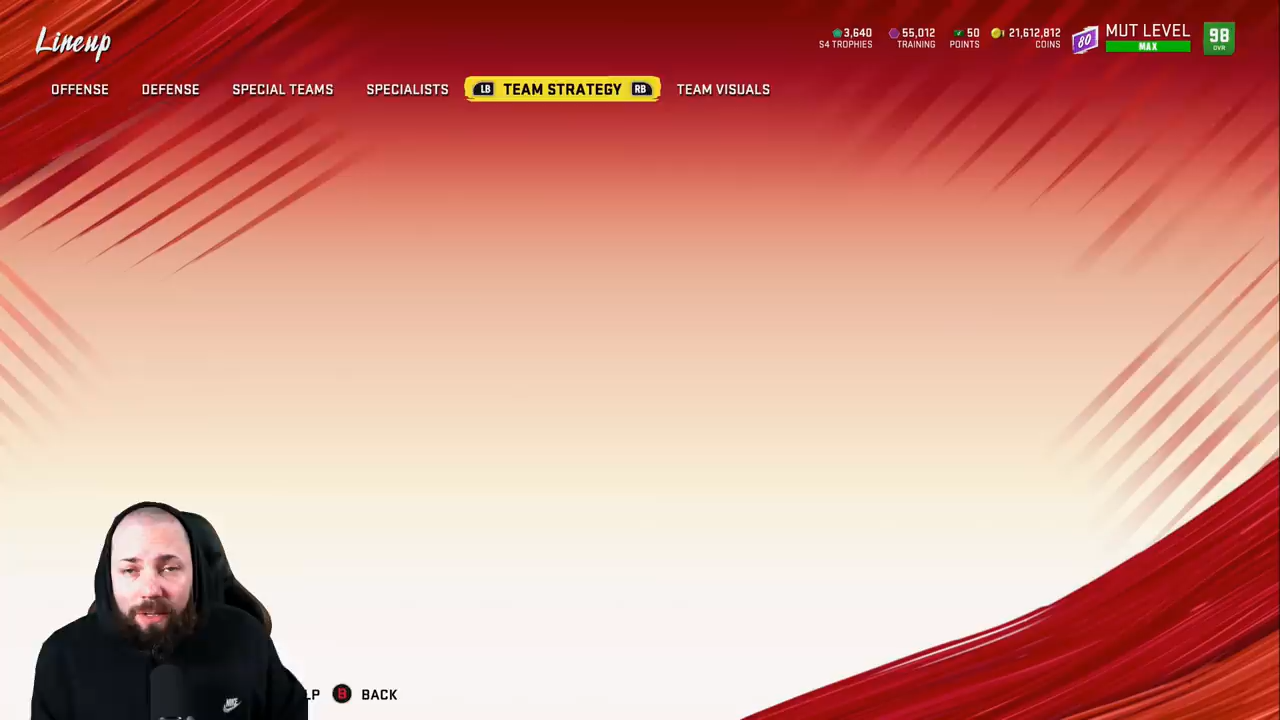 Lineup
3,640
S4 TROPHIES
55,012
TRAINING
50
POINTS
21,612,812
COINS
80
MUT LEVEL
MAX
98
OVR
OFFENSE DEFENSE SPECIAL TEAMS SPECIALISTS LB TEAM STRATEGY RB TEAM VISUALS
LP B BACK
NIKE